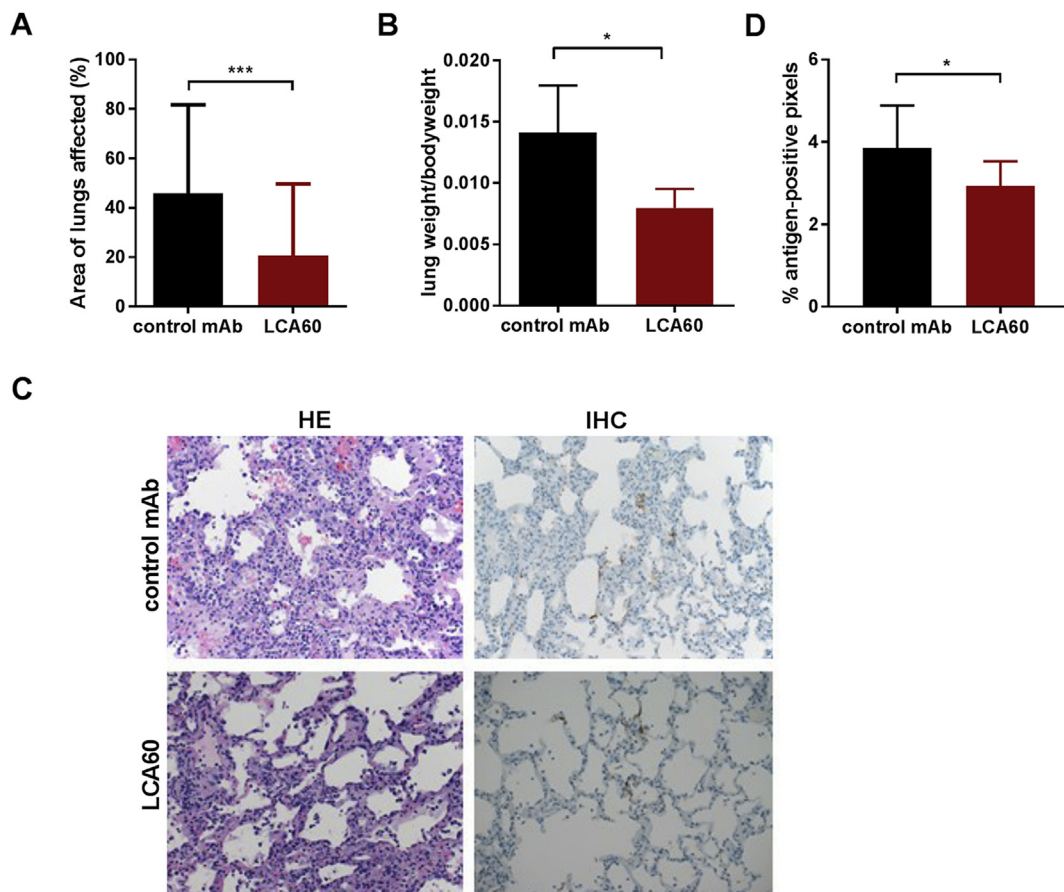 A
Area of lungs affected (%)
100
80
60
40
20
0
***
control mAb
LCA60
B
lung weight/bodyweight
0.020
0.015
0.010
0.005
0.000
*
control mAb
LCA60
D
% antigen-positive pixels
6
4
2
0
*
control mAb
LCA60
C
HE
IHC
control mAb
LCA60